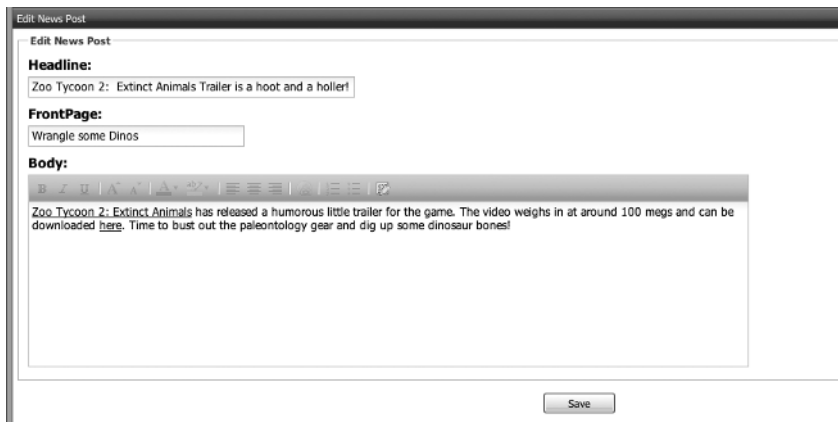 Edit News Post
Edit News Post
Headline:
Zoo Tycoon 2:  Extinct Animals Trailer is a hoot and a holler!
FrontPage:
Wrangle some Dinos
Body:
B I U A A A ab
Zoo Tycoon 2: Extinct Animals has released a humorous little trailer for the game. The video weighs in at around 100 megs and can be
downloaded here. Time to bust out the paleontology gear and dig up some dinosaur bones!
Save